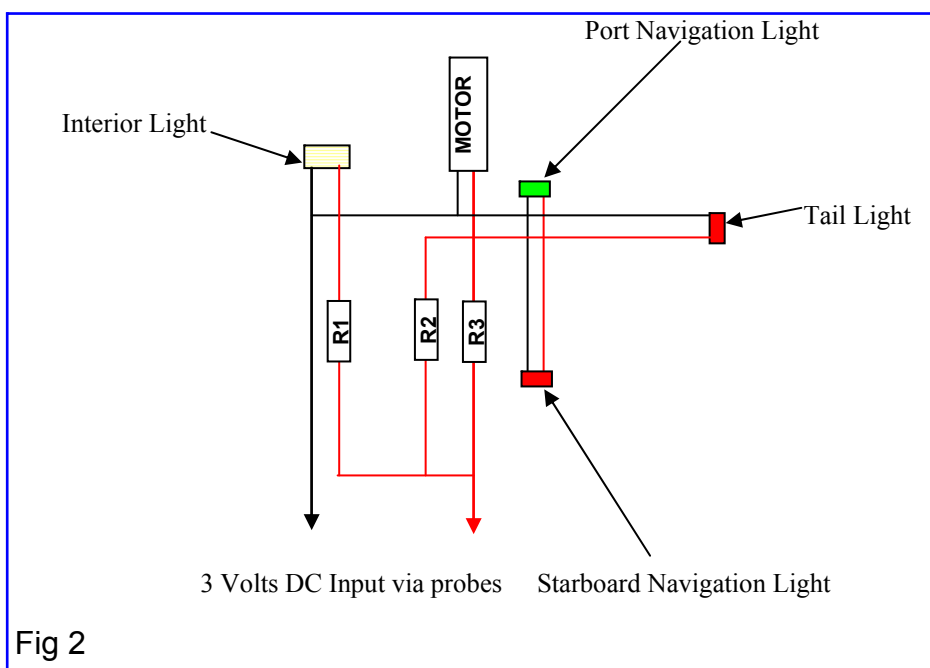 Port Navigation Light
Interior Light
MOTOR
Tail Light
R1
R2
R3
3 Volts DC Input via probes
Starboard Navigation Light
Fig 2